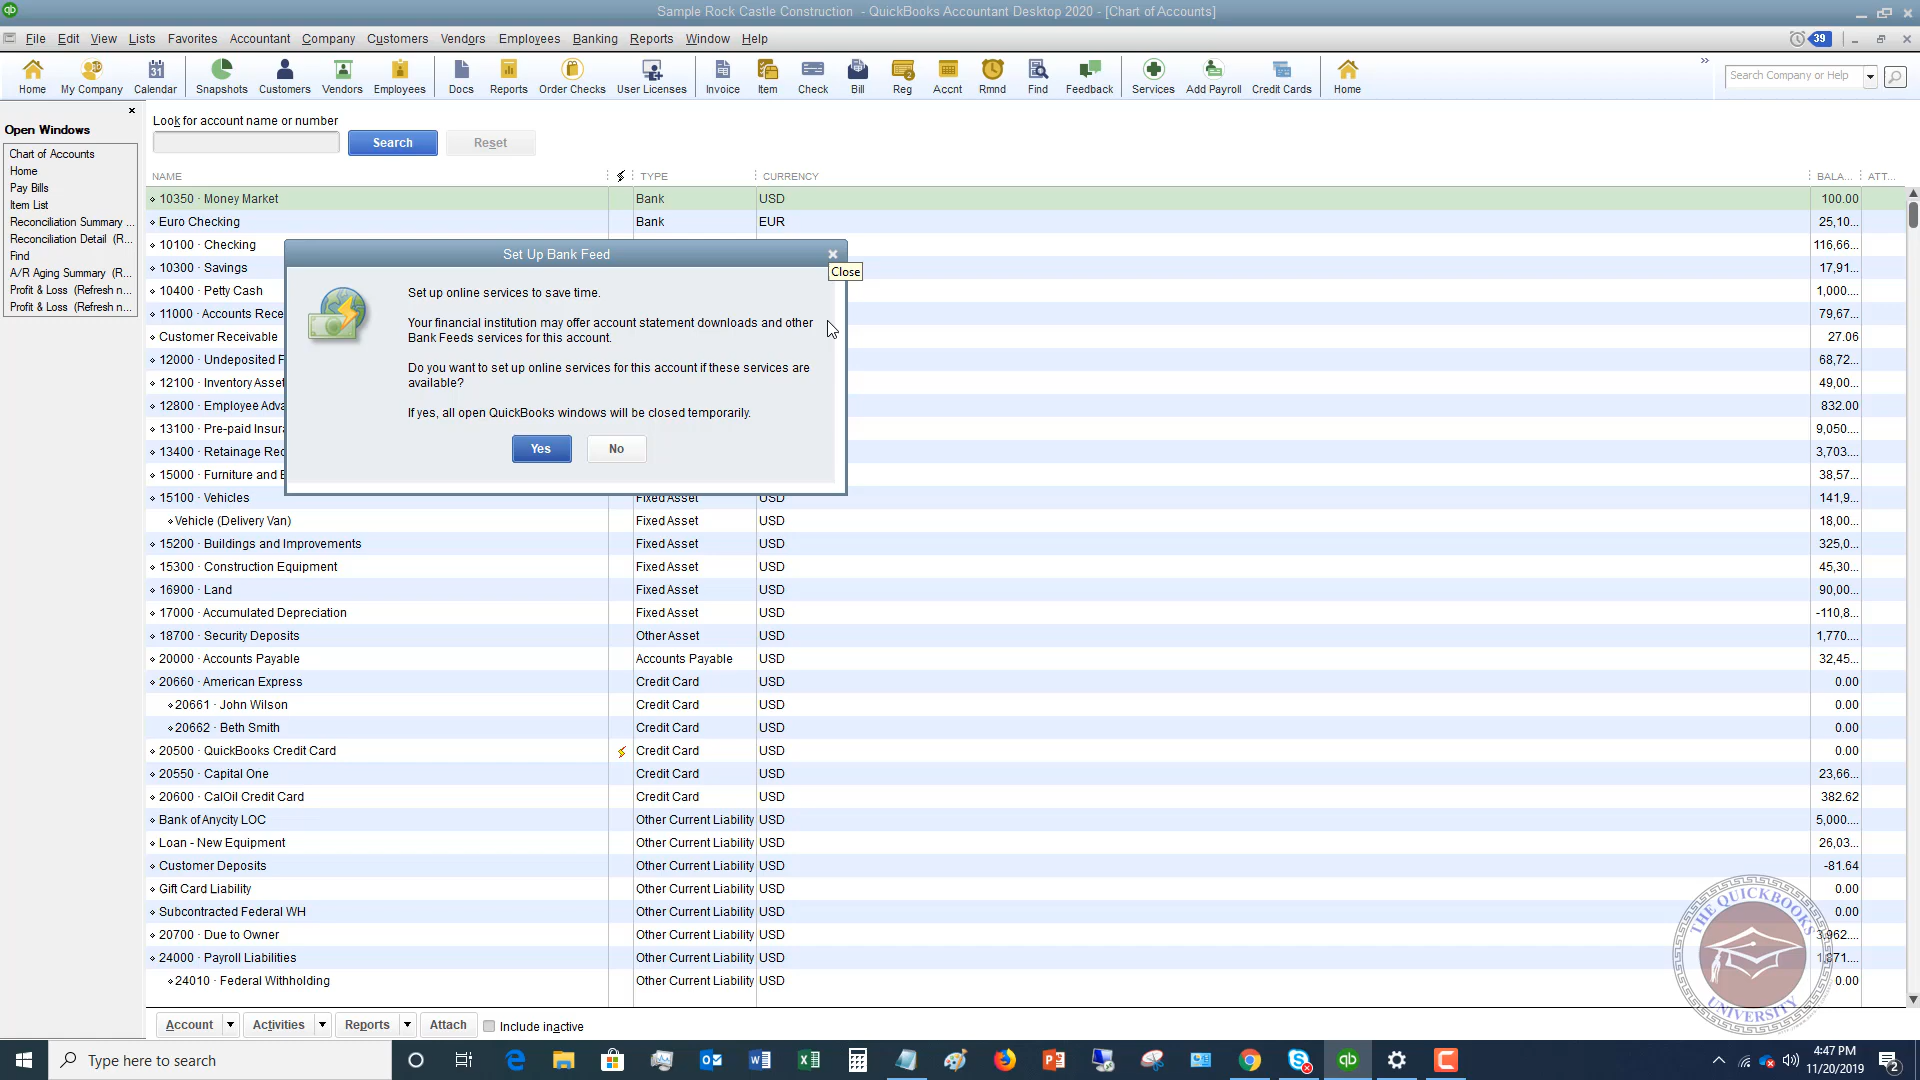 Sample Rock Castle Construction - QuickBooks Accountant Desktop 2020 - [Chart of Accounts]
File Edit View Lists Favorites Accountant Company Customers Vendors Employees Banking Reports Window Help
39
Home My Company Calendar Snapshots Customers Vendors Employees Docs Reports Order Checks User Licenses Invoice Item Check Bill Reg Accnt Rmnd Find Feedback Services Add Payroll Credit Cards Home
Search Company or Help
Open Windows
Chart of Accounts
Home
Pay Bills
Item List
Reconciliation Summary ...
Reconciliation Detail (R...
Find
A/R Aging Summary (R...
Profit & Loss (Refresh n...
Profit & Loss (Refresh n...
Look for account name or number
Search Reset
NAME TYPE CURRENCY BALA... ATT...
10350 · Money Market Bank USD 100.00
Euro Checking Bank EUR 25,10...
10100 · Checking 116,66...
10300 · Savings 17,91...
10400 · Petty Cash 1,000....
11000 · Accounts Rece 79,67...
Customer Receivable 27.06
12000 · Undeposited F 68,72...
12100 · Inventory Asset 49,00...
12800 · Employee Adva 832.00
13100 · Pre-paid Insura 9,050....
13400 · Retainage Rec 3,703....
15000 · Furniture and E 38,57...
15100 · Vehicles Fixed Asset USD 141,9...
Vehicle (Delivery Van) Fixed Asset USD 18,00...
15200 · Buildings and Improvements Fixed Asset USD 325,0...
15300 · Construction Equipment Fixed Asset USD 45,30...
16900 · Land Fixed Asset USD 90,00...
17000 · Accumulated Depreciation Fixed Asset USD -110,8...
18700 · Security Deposits Other Asset USD 1,770....
20000 · Accounts Payable Accounts Payable USD 32,45...
20660 · American Express Credit Card USD 0.00
20661 · John Wilson Credit Card USD 0.00
20662 · Beth Smith Credit Card USD 0.00
20500 · QuickBooks Credit Card Credit Card USD 0.00
20550 · Capital One Credit Card USD 23,66...
20600 · CalOil Credit Card Credit Card USD 382.62
Bank of Anycity LOC Other Current Liability USD 5,000....
Loan - New Equipment Other Current Liability USD 26,03...
Customer Deposits Other Current Liability USD -81.64
Gift Card Liability Other Current Liability USD 0.00
Subcontracted Federal WH Other Current Liability USD 0.00
20700 · Due to Owner Other Current Liability USD 3,962....
24000 · Payroll Liabilities Other Current Liability USD 1,871....
24010 · Federal Withholding Other Current Liability USD 0.00
Set Up Bank Feed
Close
Set up online services to save time.
Your financial institution may offer account statement downloads and other
Bank Feeds services for this account.
Do you want to set up online services for this account if these services are
available?
If yes, all open QuickBooks windows will be closed temporarily.
Yes No
THE QUICKBOOKS
UNIVERSITY
Account Activities Reports Attach Include inactive
Type here to search
4:47 PM
11/20/2019
2